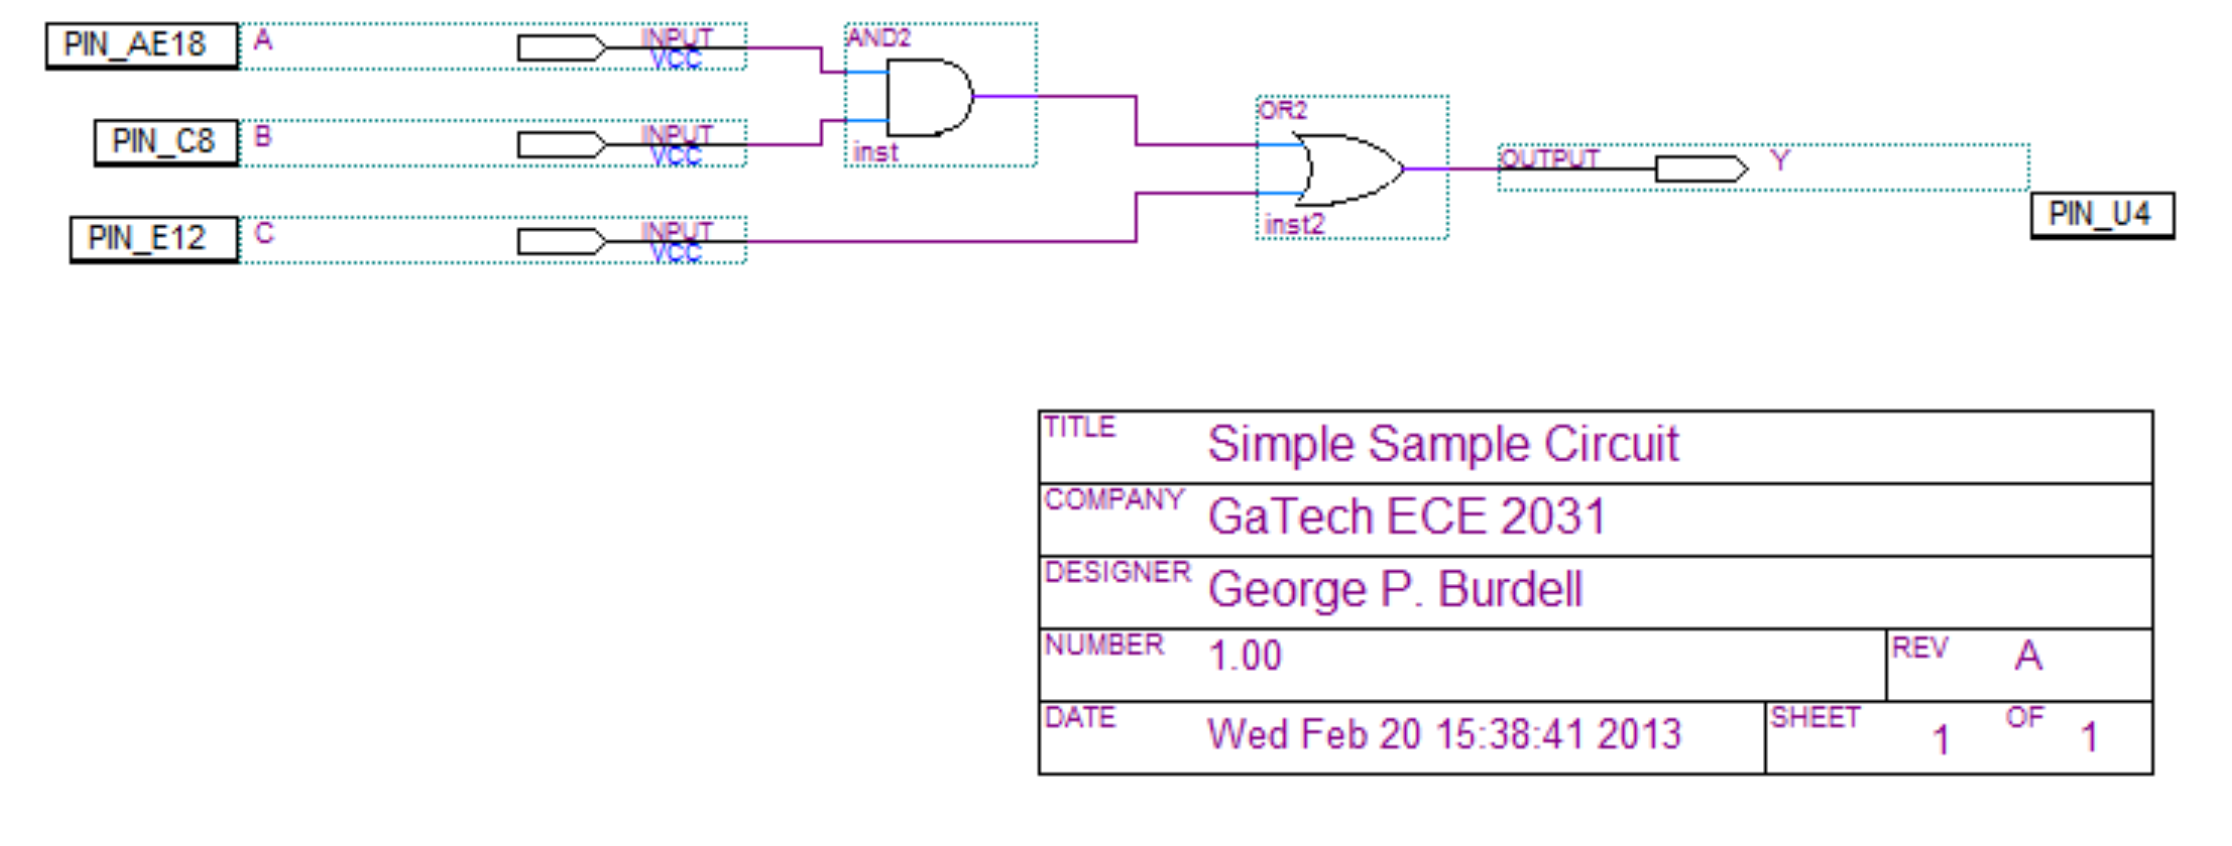 PIN_AE18 A INPUT VCC
AND2
PIN_C8 B INPUT VCC
inst
PIN_E12 C INPUT VCC
OR2
inst2
OUTPUT Y
PIN_U4
TITLE Simple Sample Circuit
COMPANY GaTech ECE 2031
DESIGNER George P. Burdell
NUMBER 1.00 REV A
DATE Wed Feb 20 15:38:41 2013 SHEET 1 OF 1